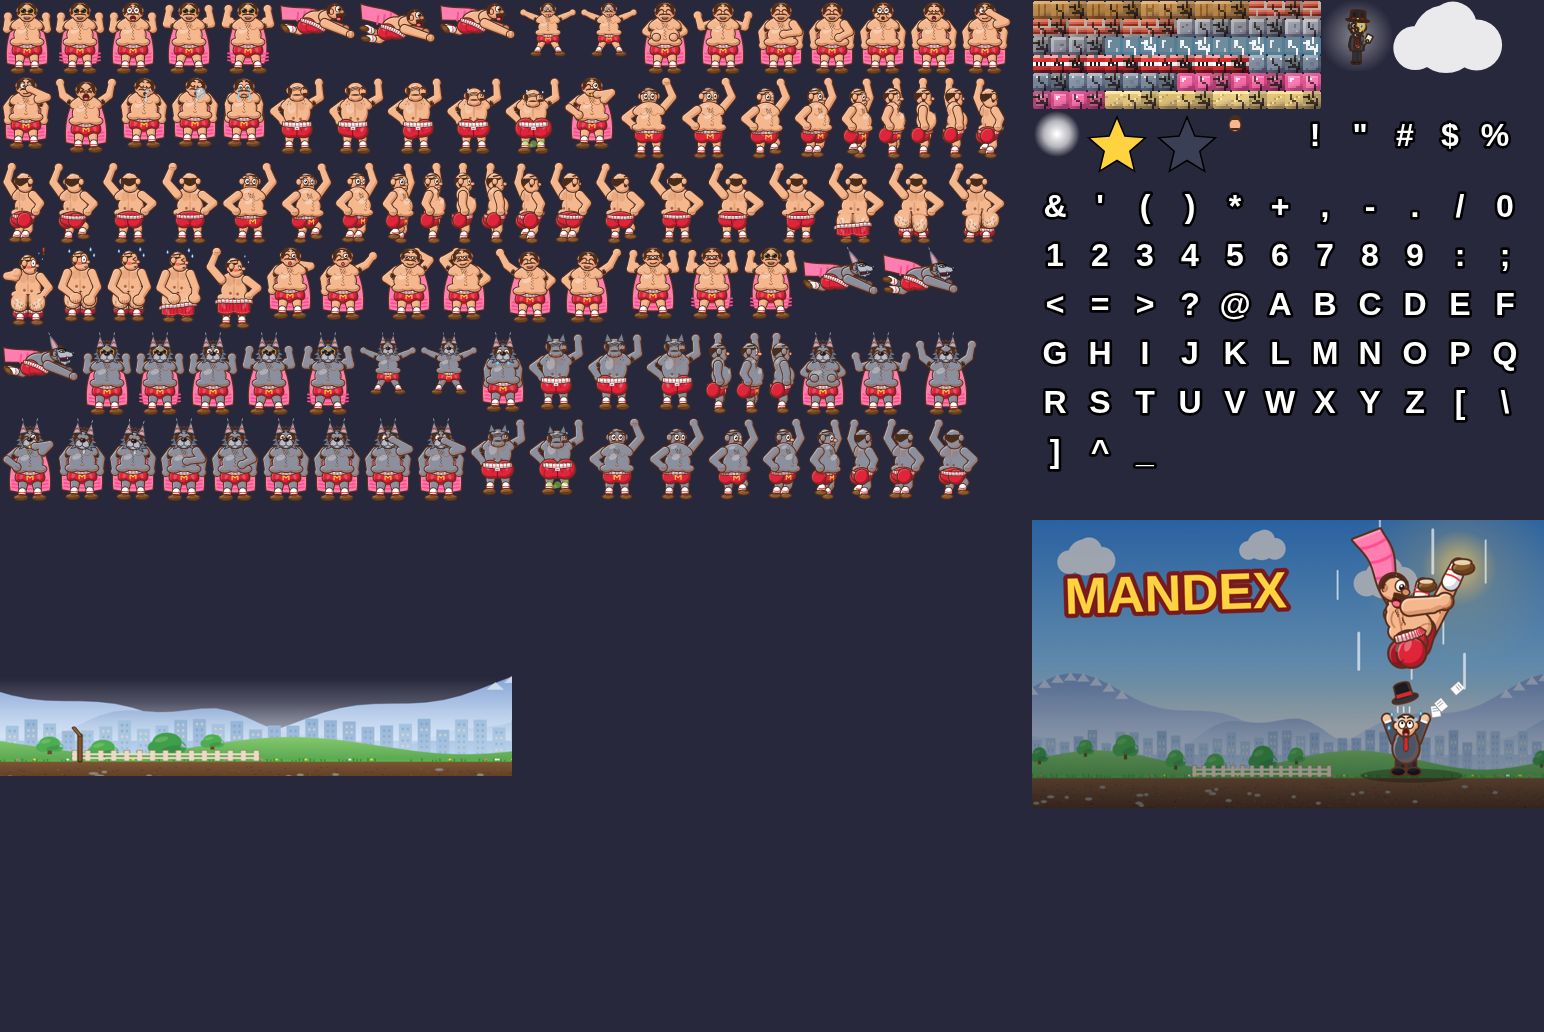 ! " # $ %
& ' ( ) * + , - . / 0
1 2 3 4 5 6 7 8 9 : ;
< = > ? @ A B C D E F
G H I J K L M N O P Q
R S T U V W X Y Z [ \
] ^ _
MANDEX